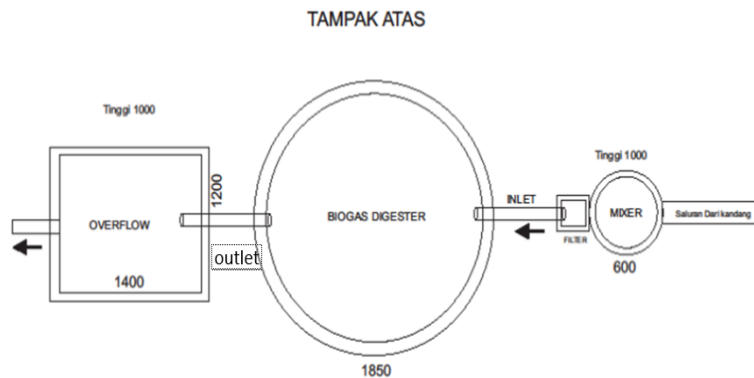 TAMPAK ATAS
Tinggi 1000
OVERFLOW
1200
1400
outlet
BIOGAS DIGESTER
1850
INLET
FILTER
Tinggi 1000
MIXER
600
Saluran Dari kandang